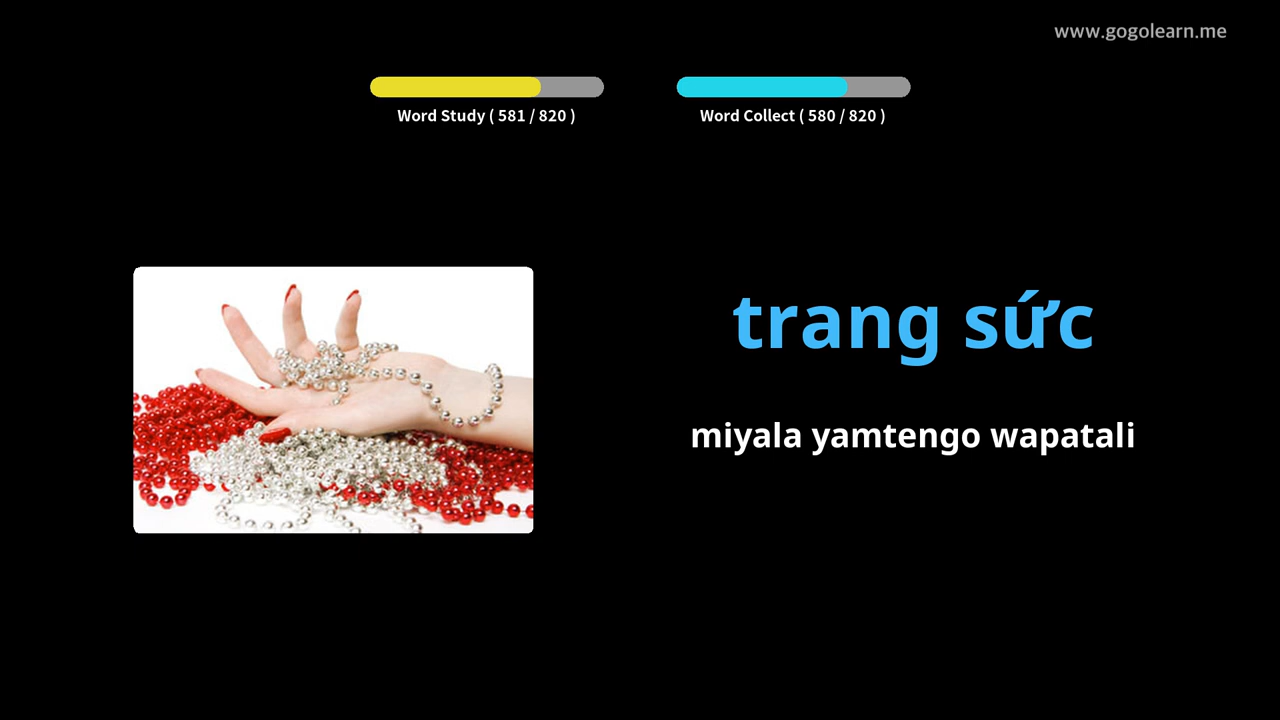 www.gogolearn.me
Word Study ( 581 / 820 )
Word Collect ( 580 / 820 )
trang sức
miyala yamtengo wapatali